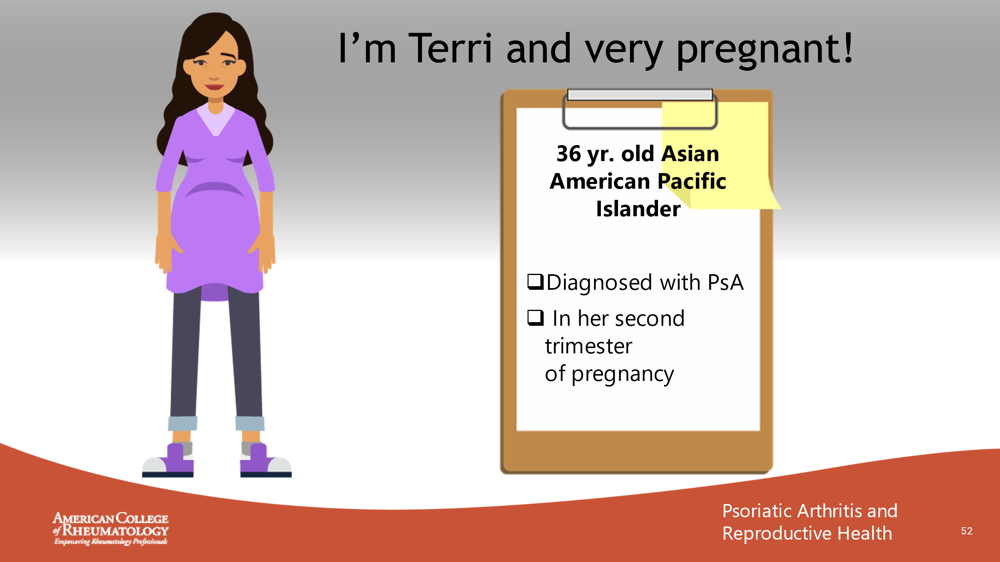 I’m Terri and very pregnant!
36 yr. old Asian
American Pacific
Islander
❑Diagnosed with PsA
❑ In her second
trimester
of pregnancy
AMERICAN COLLEGE
of RHEUMATOLOGY
Empowering Rheumatology Professionals
Psoriatic Arthritis and
Reproductive Health
52